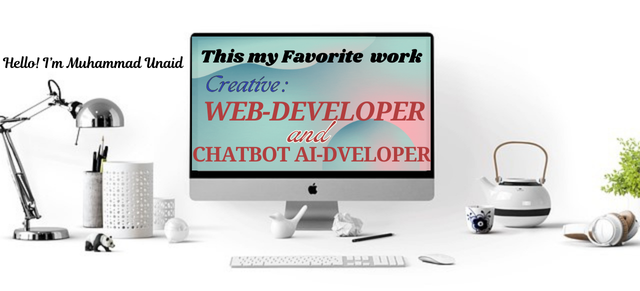 Hello! I'm Muhammad Unaid
This my Favorite work
Creative:
WEB-DEVELOPER
and
CHATBOT AI-DVELOPER